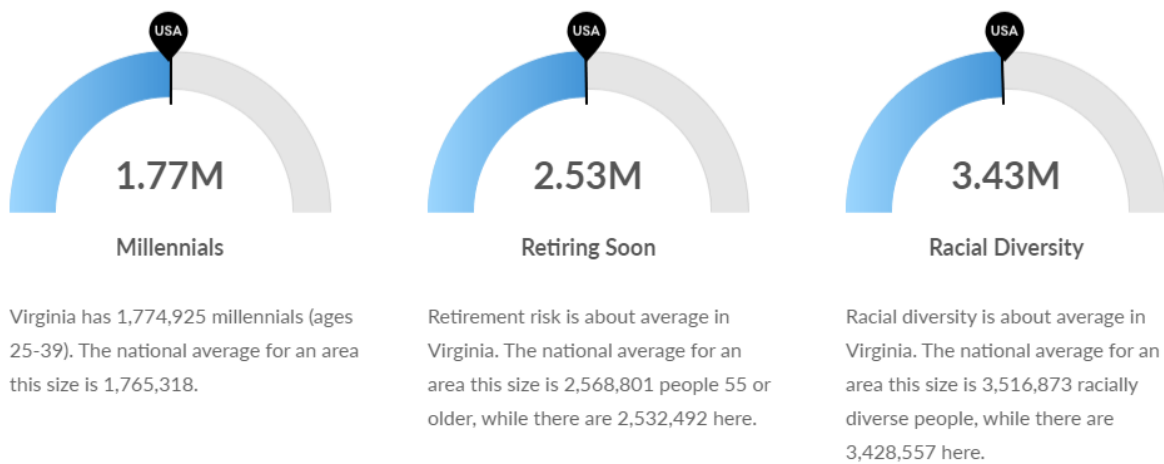 USA
1.77M
Millennials
Virginia has 1,774,925 millennials (ages
25-39). The national average for an area
this size is 1,765,318.
USA
2.53M
Retiring Soon
Retirement risk is about average in
Virginia. The national average for an
area this size is 2,568,801 people 55 or
older, while there are 2,532,492 here.
USA
3.43M
Racial Diversity
Racial diversity is about average in
Virginia. The national average for an
area this size is 3,516,873 racially
diverse people, while there are
3,428,557 here.